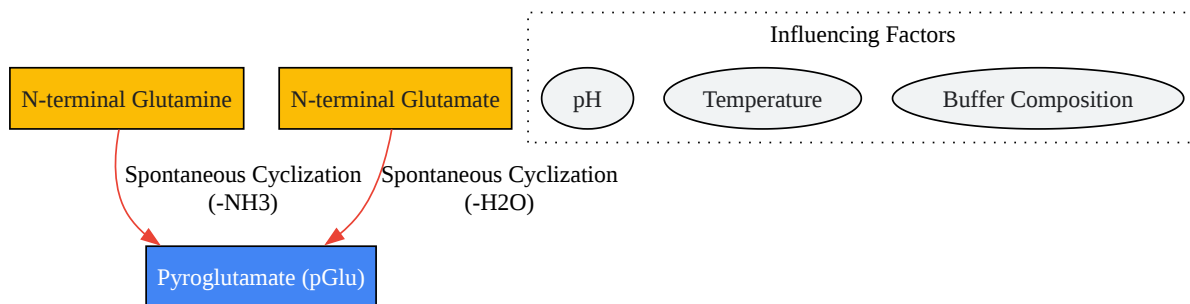 Influencing Factors
N-terminal Glutamine
N-terminal Glutamate
pH
Temperature
Buffer Composition
Spontaneous Cyclization
(-NH3)
Spontaneous Cyclization
(-H2O)
Pyroglutamate (pGlu)